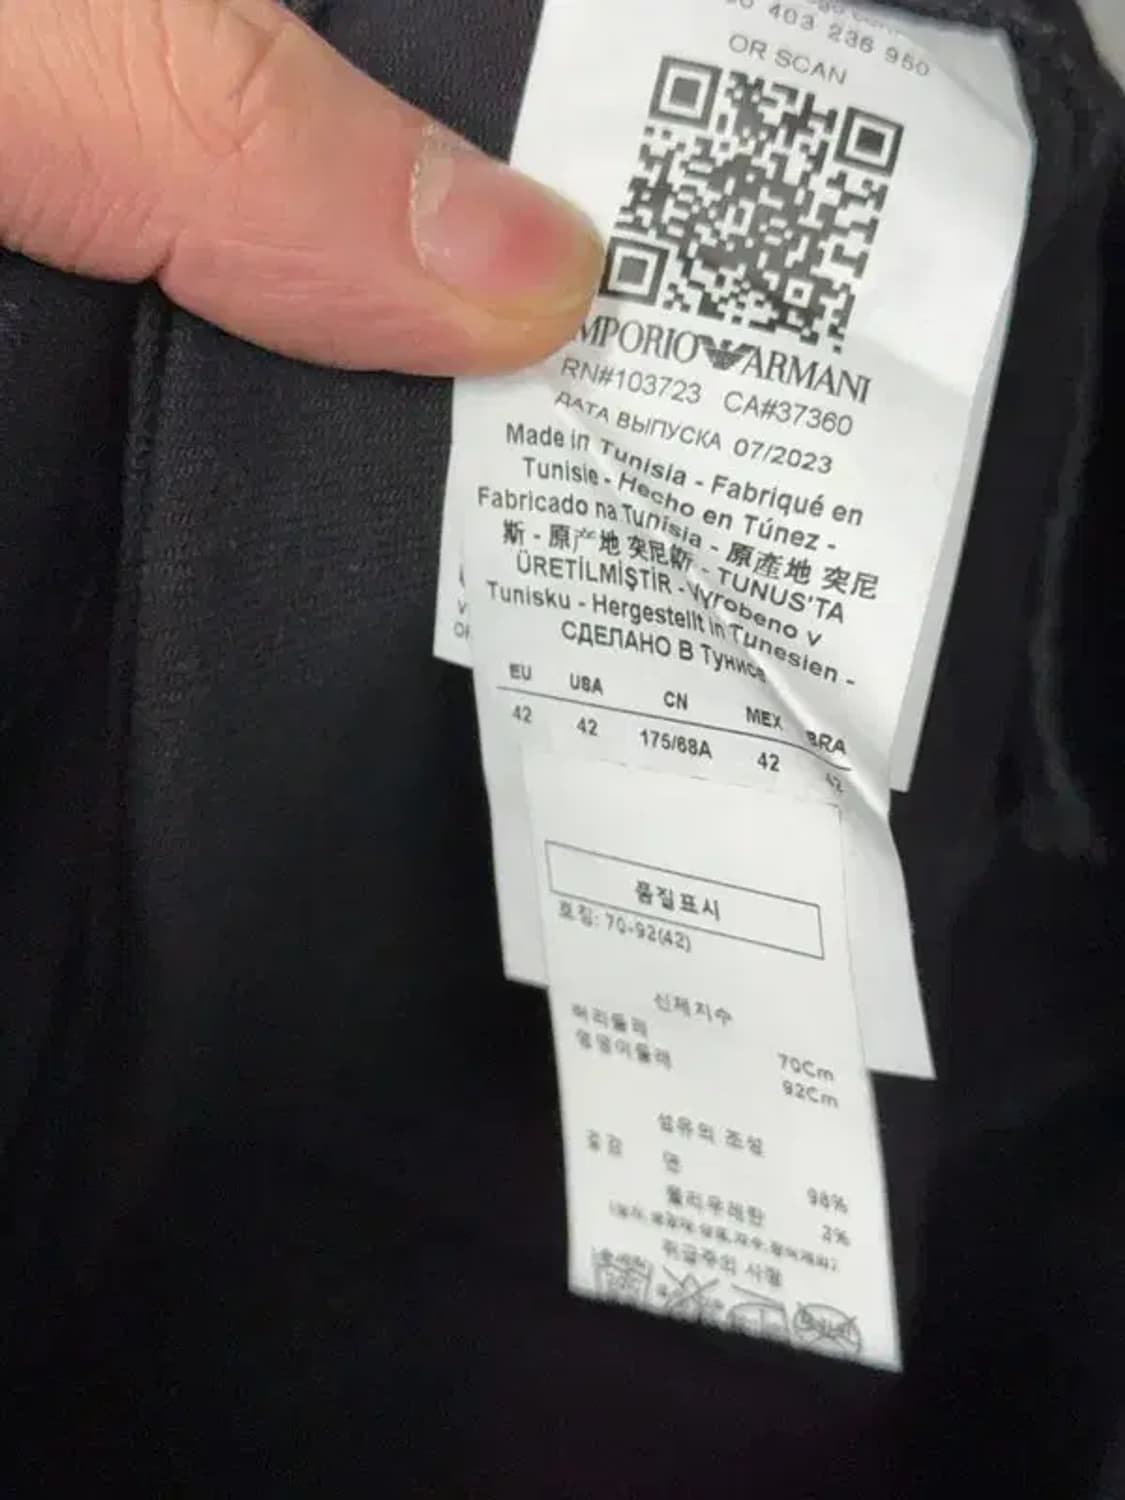 403 236 950
OR SCAN
MPORIO ARMANI
RN#103723 CA#37360
ДАТА ВЫПУСКА 07/2023
Made in Tunisia - Fabriqué en
Tunisie - Hecho en Túnez -
Fabricado na Tunísia - 原產地 突尼
斯 - 原产地 突尼斯 - TUNUS'TA
ÜRETİLMİŞTİR - Vyrobeno v
Tunisku - Hergestellt in Tunesien -
СДЕЛАНО В Тунисе
EU USA CN MEX BRA
42 42 175/68A 42 42
품질표시
호칭: 70-92(42)
신체치수
허리둘레 70Cm
엉덩이둘레 92Cm
섬유의 조성
겉감 면 98%
폴리우레탄 2%
취급주의 사항